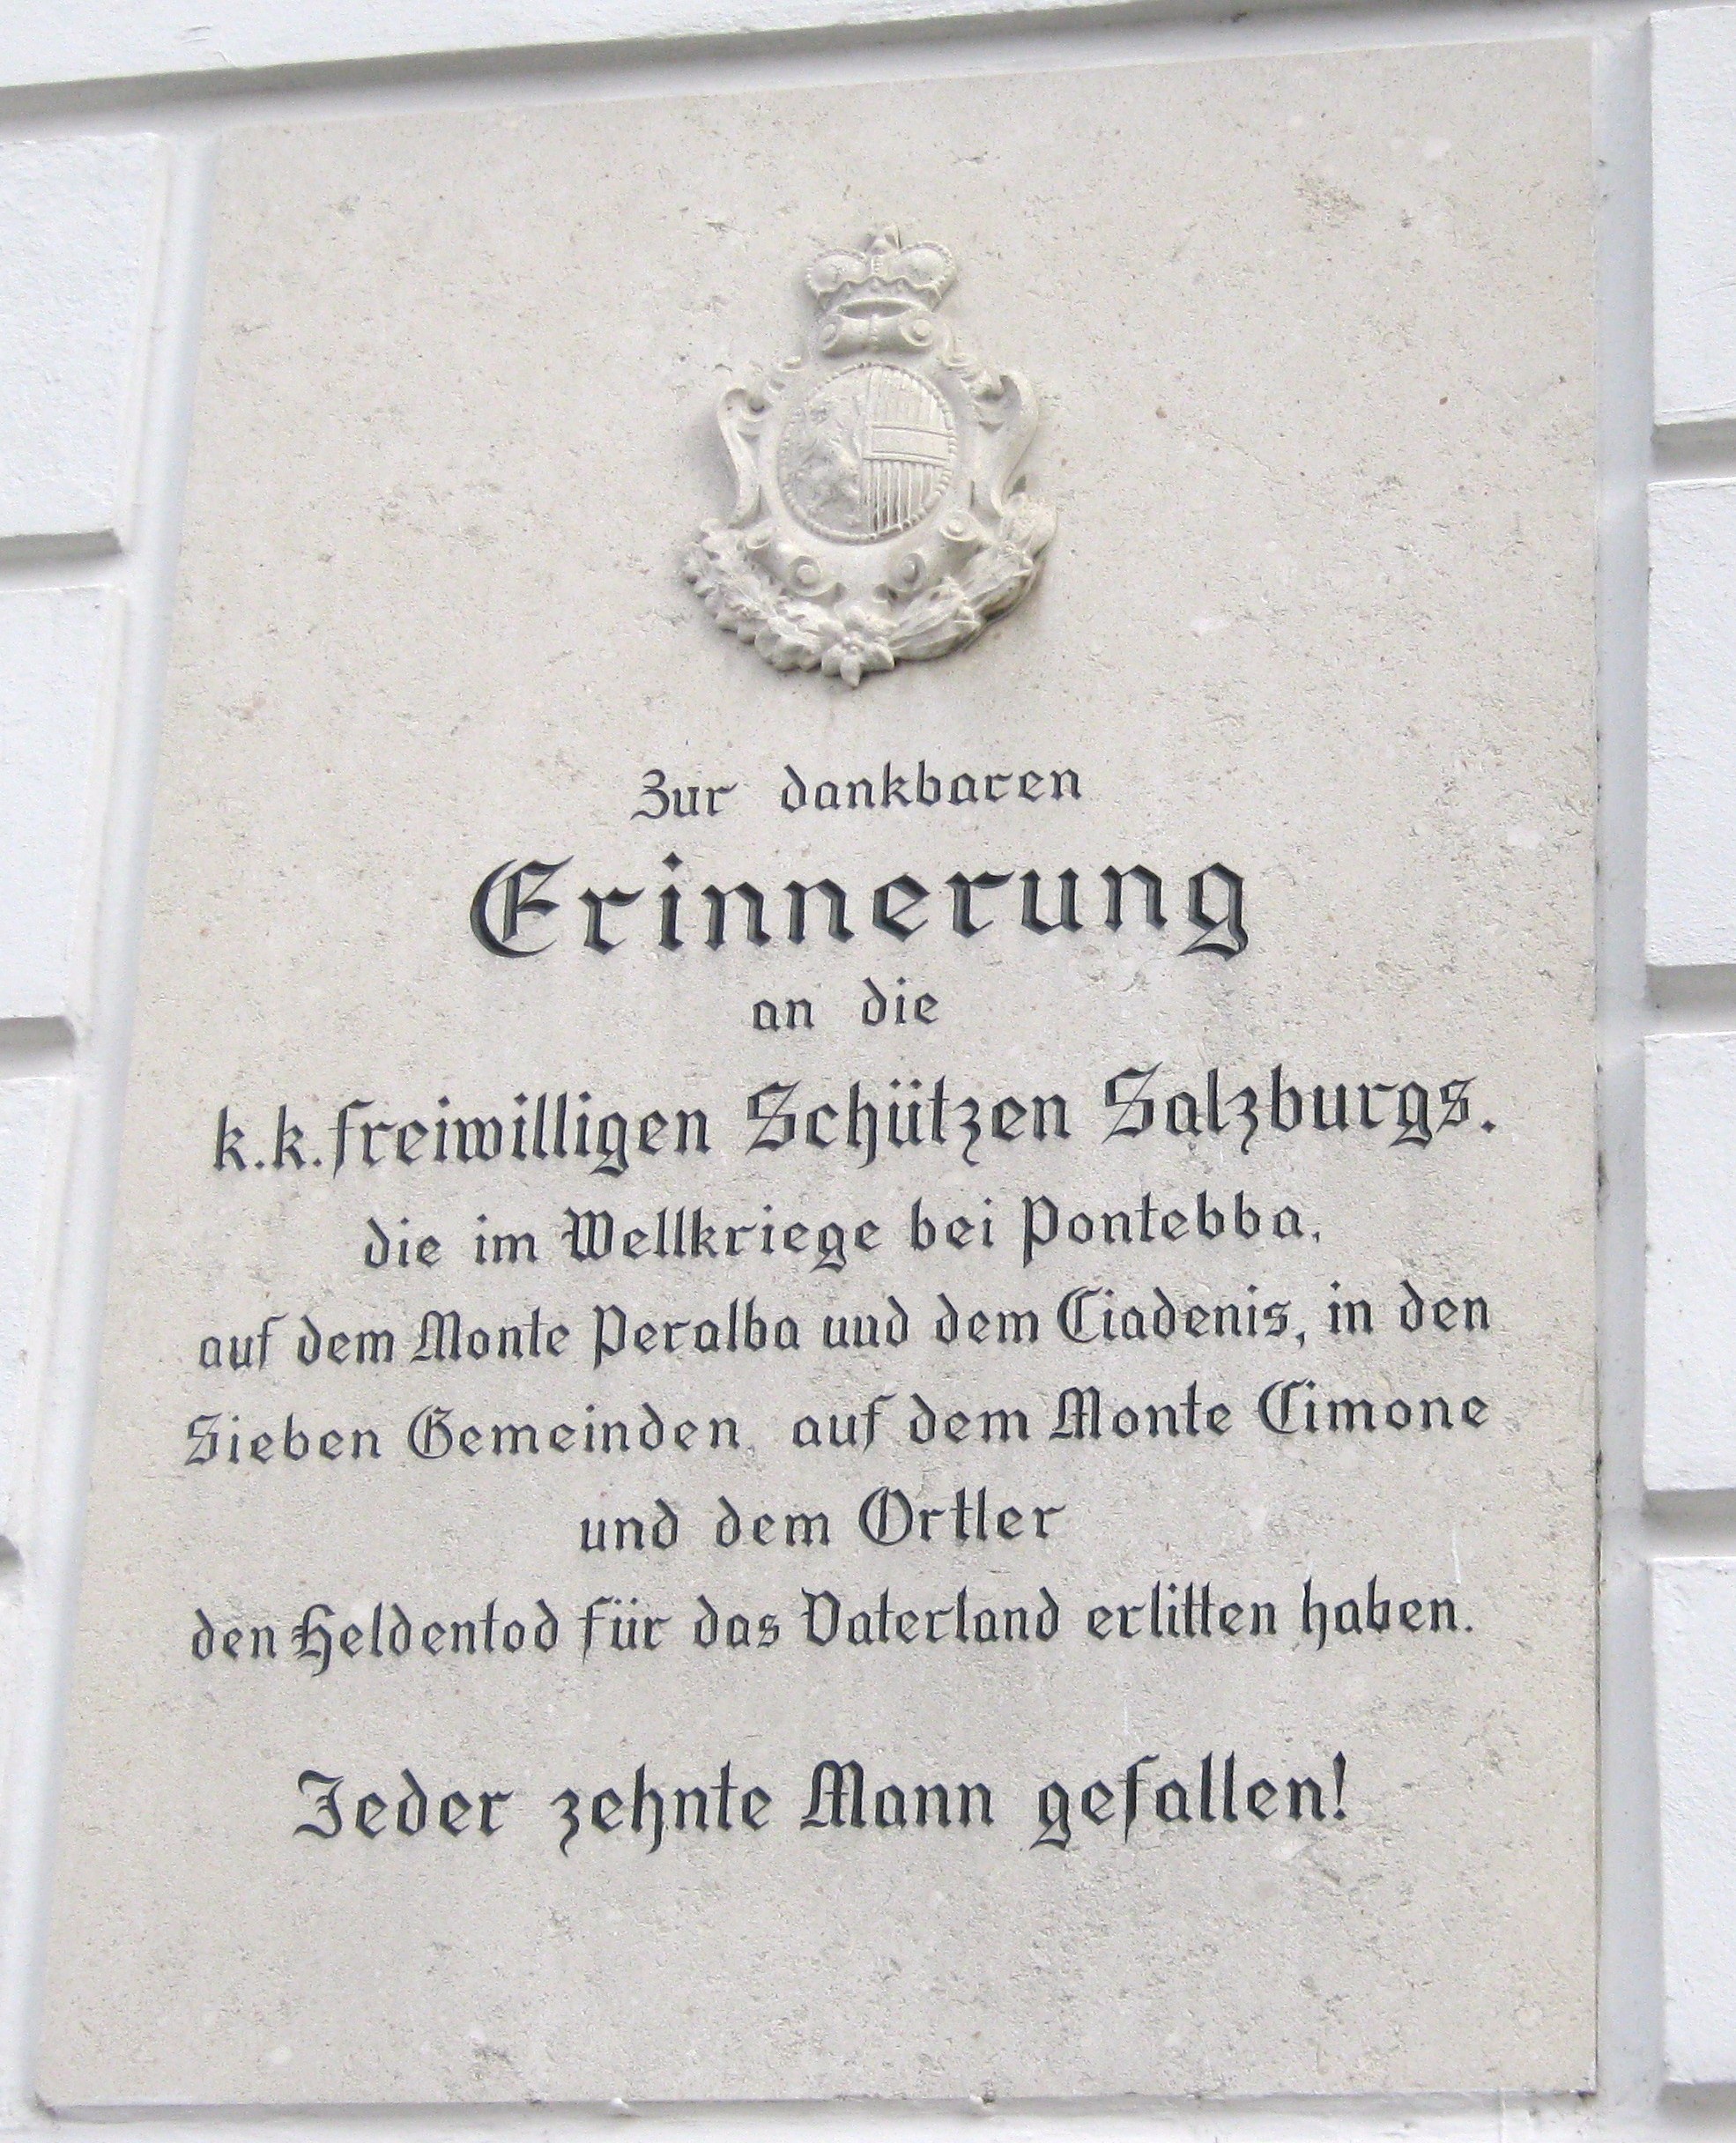 Zur dankbaren
Erinnerung
an die
k.k. freiwilligen Schützen Salzburgs.
die im Wellkriege bei Pontebba,
auf dem Monte Peralba uud dem Ciadenis, in den
Sieben Gemeinden, auf dem Monte Cimone
und dem Ortler
den Heldentod für das Vaterland erlitten haben.
Jeder zehnte Mann gefallen!